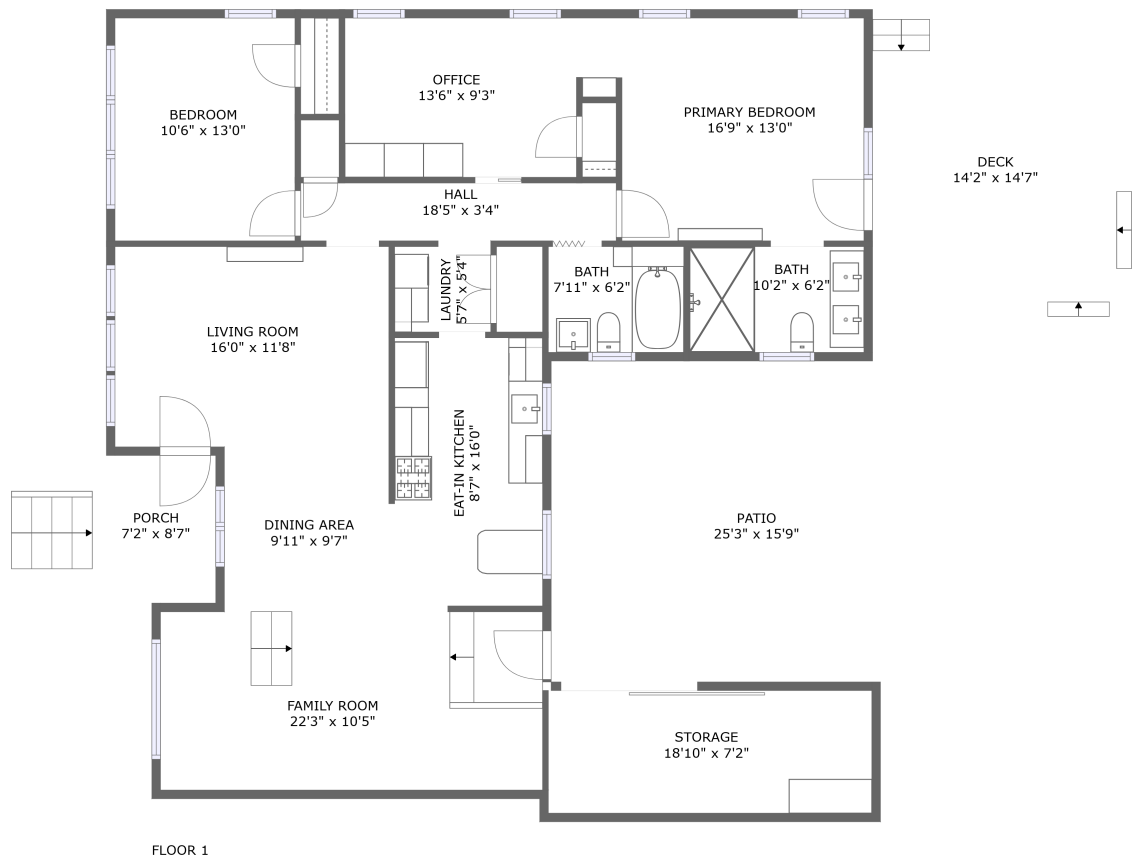 OFFICE
13'6" x 9'3"
BEDROOM
10'6" x 13'0"
PRIMARY BEDROOM
16'9" x 13'0"
DECK
14'2" x 14'7"
HALL
18'5" x 3'4"
LAUNDRY
5'7" x 5'4"
BATH
7'11" x 6'2"
BATH
10'2" x 6'2"
LIVING ROOM
16'0" x 11'8"
EAT-IN KITCHEN
8'7" x 16'0"
PORCH
7'2" x 8'7"
DINING AREA
9'11" x 9'7"
PATIO
25'3" x 15'9"
FAMILY ROOM
22'3" x 10'5"
STORAGE
18'10" x 7'2"
FLOOR 1